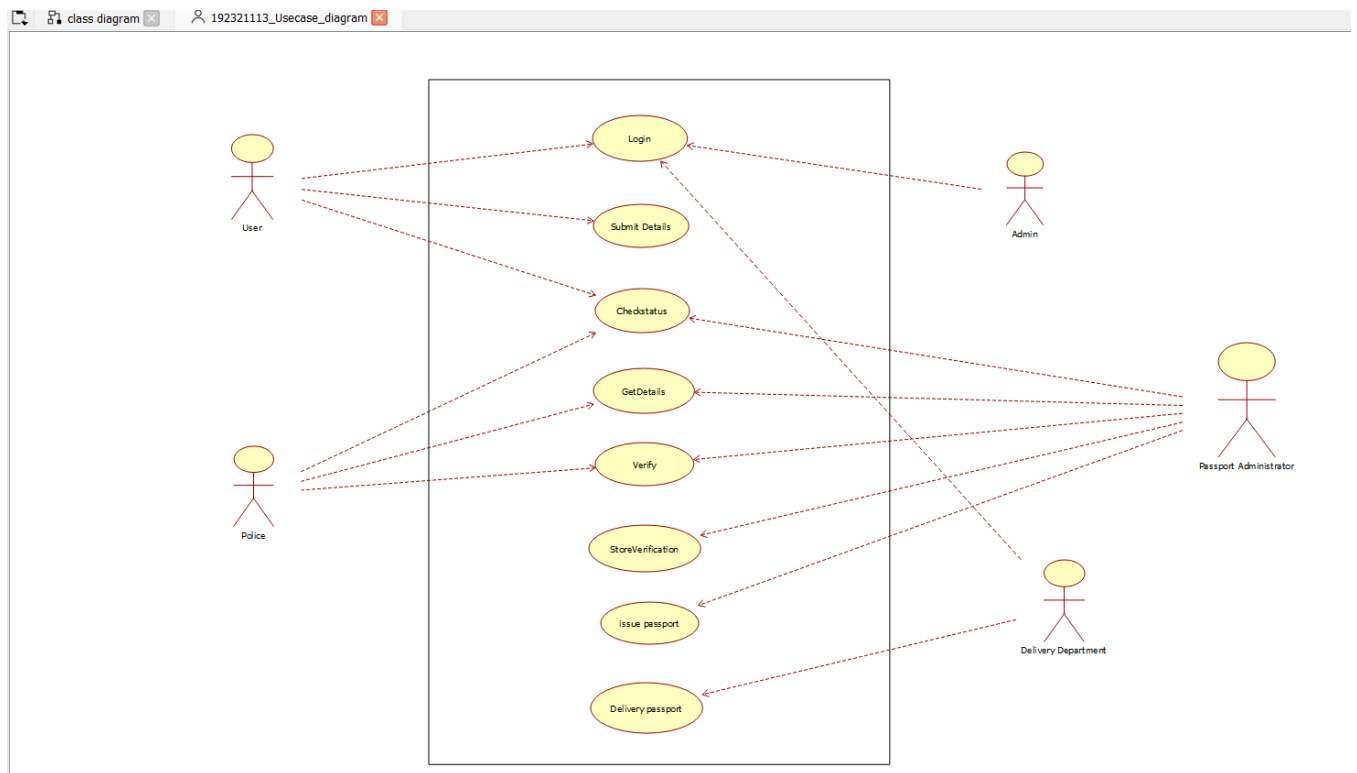 class diagram
192321113_Usecase_diagram
Login
User
Submit Details
Admin
Checkstatus
GetDetails
Verify
Passport Administrator
Police
StoreVerification
issue passport
Delivery Department
Delivery passport